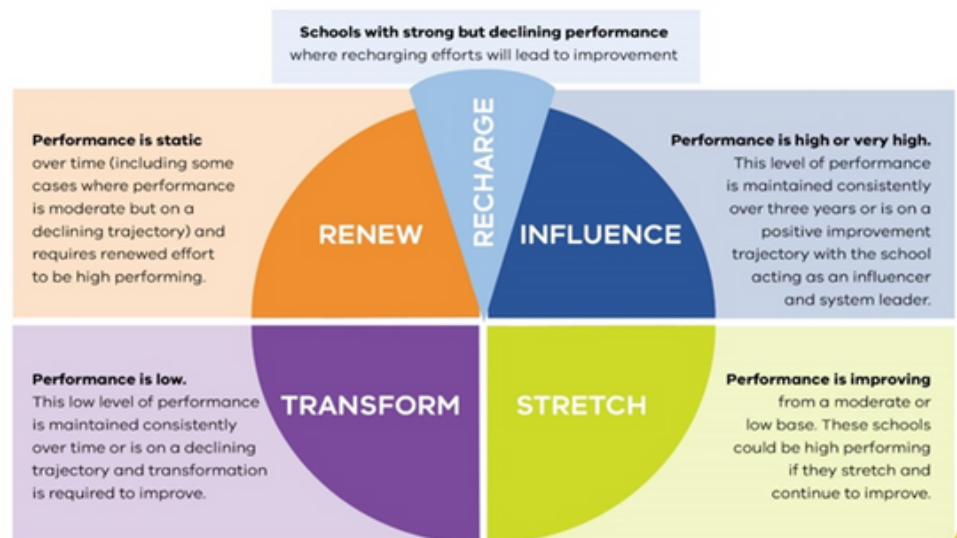 Schools with strong but declining performance
where recharging efforts will lead to improvement
RECHARGE
Performance is static
over time (including some
cases where performance
is moderate but on a
declining trajectory) and
requires renewed effort
to be high performing.
RENEW
INFLUENCE
Performance is high or very high.
This level of performance
is maintained consistently
over three years or is on a
positive improvement
trajectory with the school
acting as an influencer
and system leader.
Performance is low.
This low level of performance
is maintained consistently
over time or is on a declining
trajectory and transformation
is required to improve.
TRANSFORM
STRETCH
Performance is improving
from a moderate or
low base. These schools
could be high performing
if they stretch and
continue to improve.